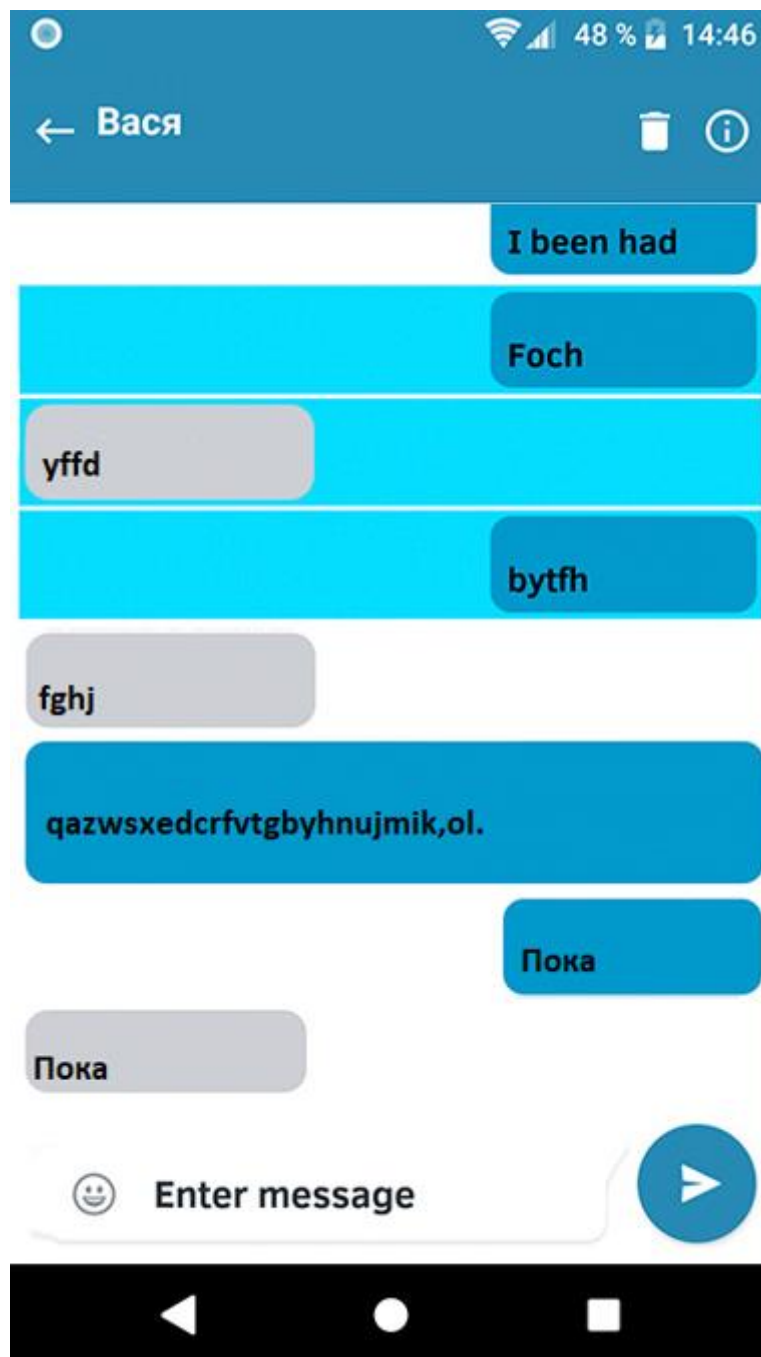 48 % 14:46
Вася
I been had
Foch
yffd
bytfh
fghj
qazwsxedcrfvtgbyhnujmik,ol.
Пока
Пока
Enter message